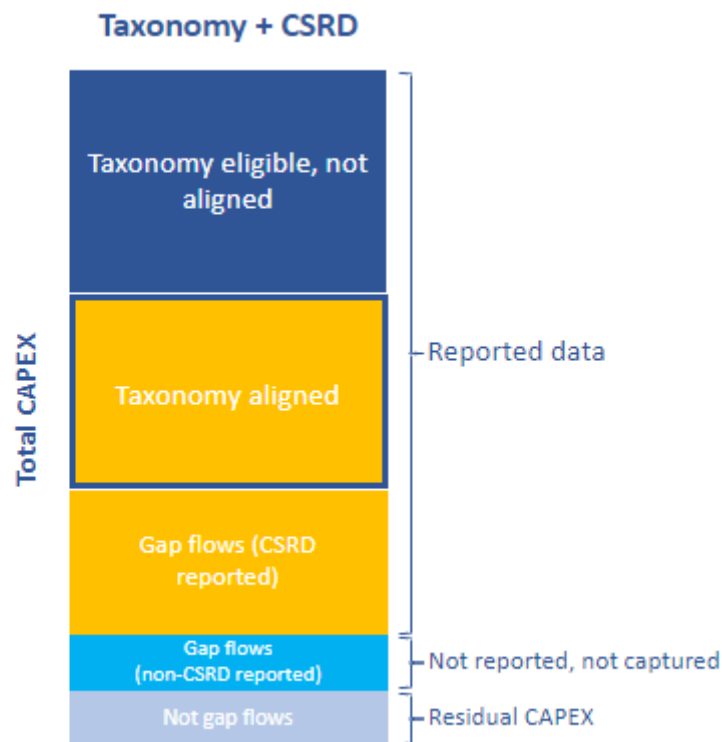 Taxonomy + CSRD
Total CAPEX
Taxonomy eligible, not
aligned
Taxonomy aligned
Gap flows (CSRD
reported)
Gap flows
(non-CSRD reported)
Not gap flows
Reported data
Not reported, not captured
Residual CAPEX